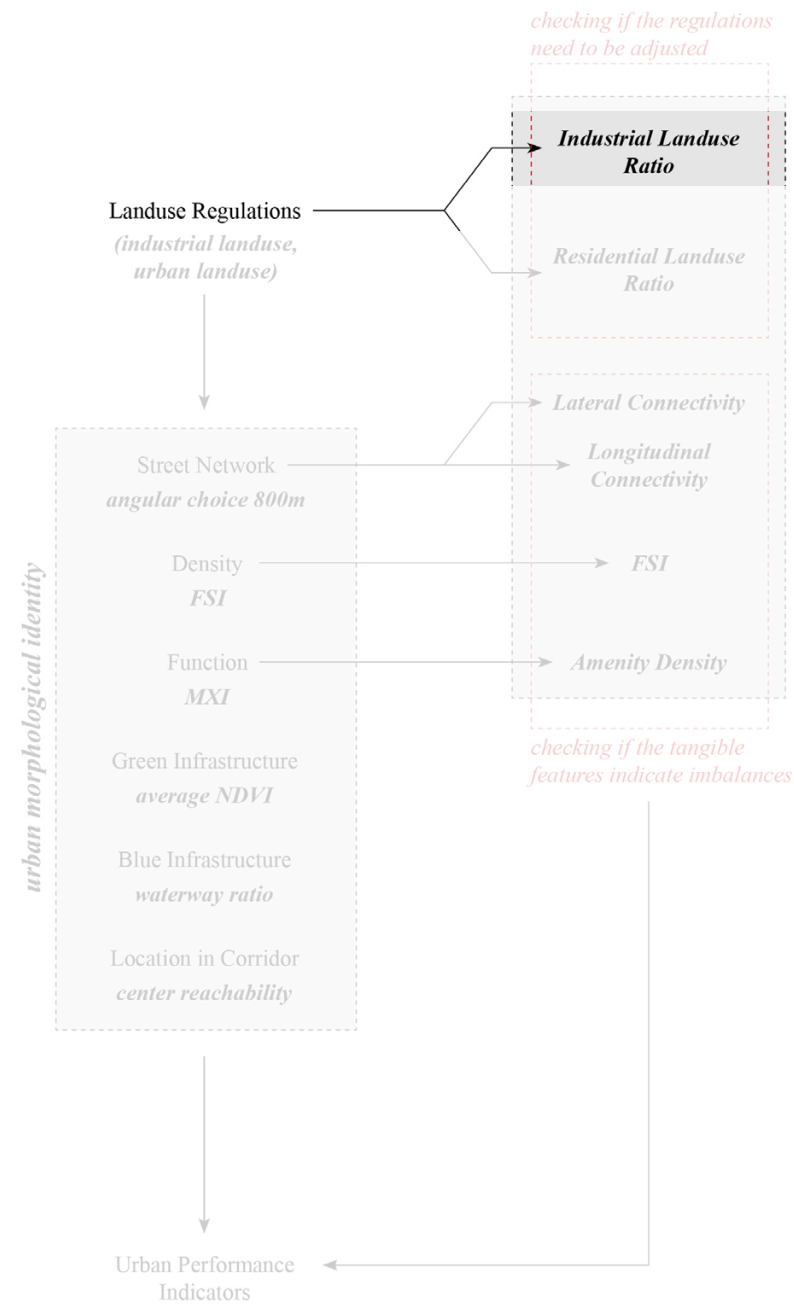 checking if the regulations
need to be adjusted
Industrial Landuse
Ratio
Landuse Regulations
(industrial landuse,
urban landuse)
Residential Landuse
Ratio
Lateral Connectivity
Longitudinal
Connectivity
Street Network
angular choice 800m
Density
FSI
FSI
Function
MXI
Amenity Density
urban morphological identity
Green Infrastructure
average NDVI
checking if the tangible
features indicate imbalances
Blue Infrastructure
waterway ratio
Location in Corridor
center reachability
Urban Performance
Indicators